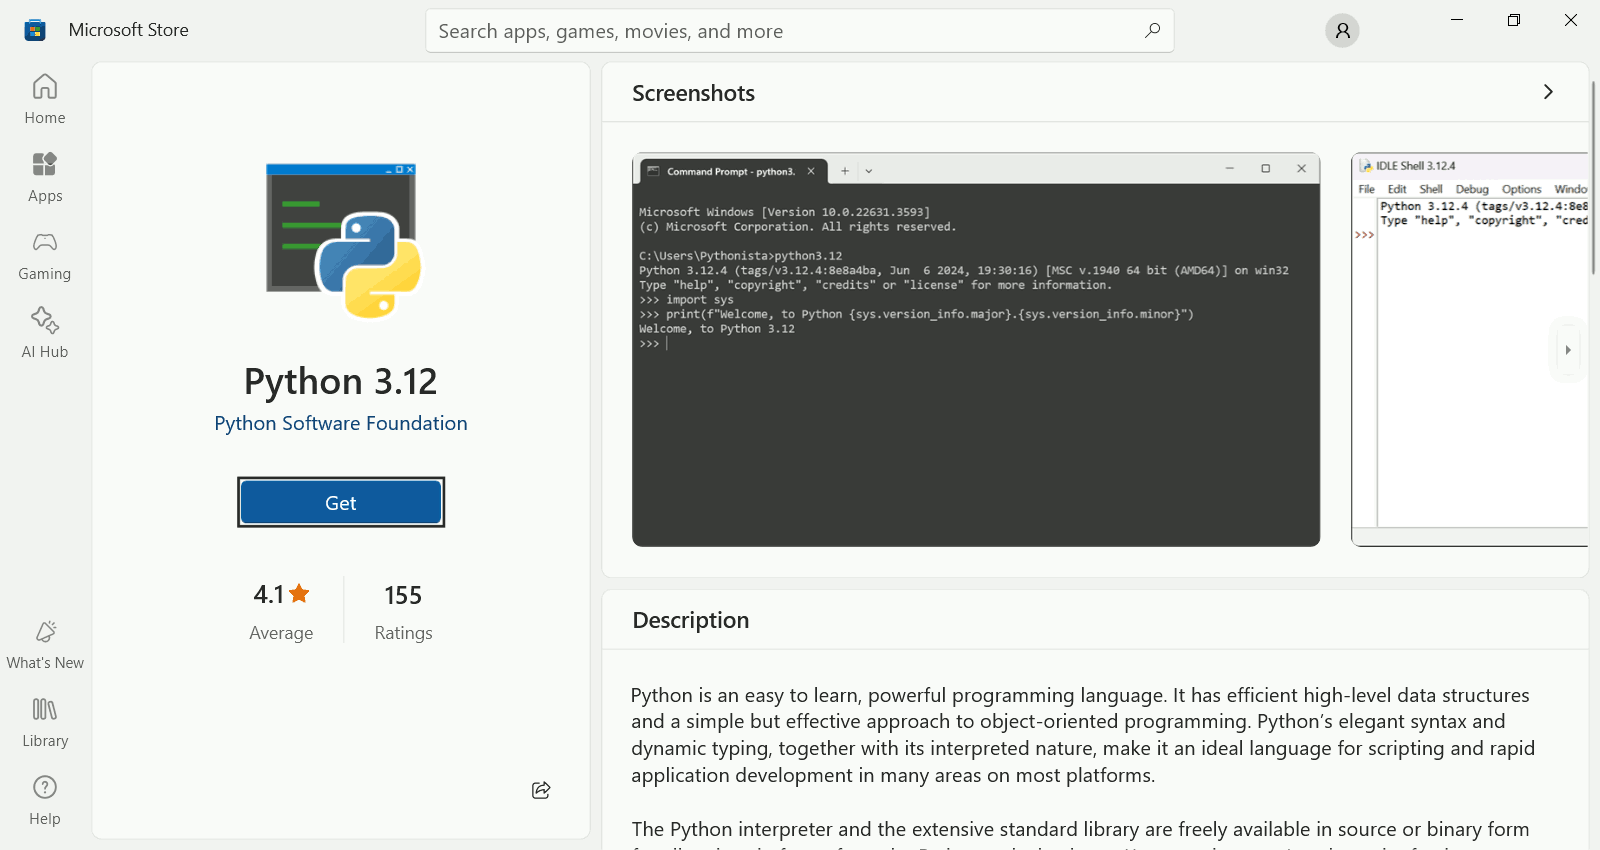 Microsoft Store
Search apps, games, movies, and more
Home
Apps
Gaming
AI Hub
What's New
Library
Help
Python 3.12
Python Software Foundation
Get
4.1
Average
155
Ratings
Screenshots
Command Prompt - python3.
Microsoft Windows [Version 10.0.22631.3593]
(c) Microsoft Corporation. All rights reserved.
C:\Users\Pythonista>python3.12
Python 3.12.4 (tags/v3.12.4:8e8a4ba, Jun  6 2024, 19:30:16) [MSC v.1940 64 bit (AMD64)] on win32
Type "help", "copyright", "credits" or "license" for more information.
>>> import sys
>>> print(f"Welcome, to Python {sys.version_info.major}.{sys.version_info.minor}")
Welcome, to Python 3.12
>>>
IDLE Shell 3.12.4
File Edit Shell Debug Options Windo
Python 3.12.4 (tags/v3.12.4:8e8
Type "help", "copyright", "cred
>>>
Description
Python is an easy to learn, powerful programming language. It has efficient high-level data structures
and a simple but effective approach to object-oriented programming. Python’s elegant syntax and
dynamic typing, together with its interpreted nature, make it an ideal language for scripting and rapid
application development in many areas on most platforms.
The Python interpreter and the extensive standard library are freely available in source or binary form